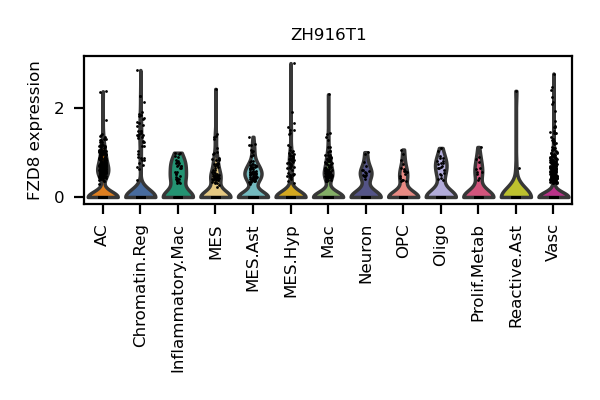 ZH916T1
FZD8 expression
2
0
AC
Chromatin.Reg
Inflammatory.Mac
MES
MES.Ast
MES.Hyp
Mac
Neuron
OPC
Oligo
Prolif.Metab
Reactive.Ast
Vasc